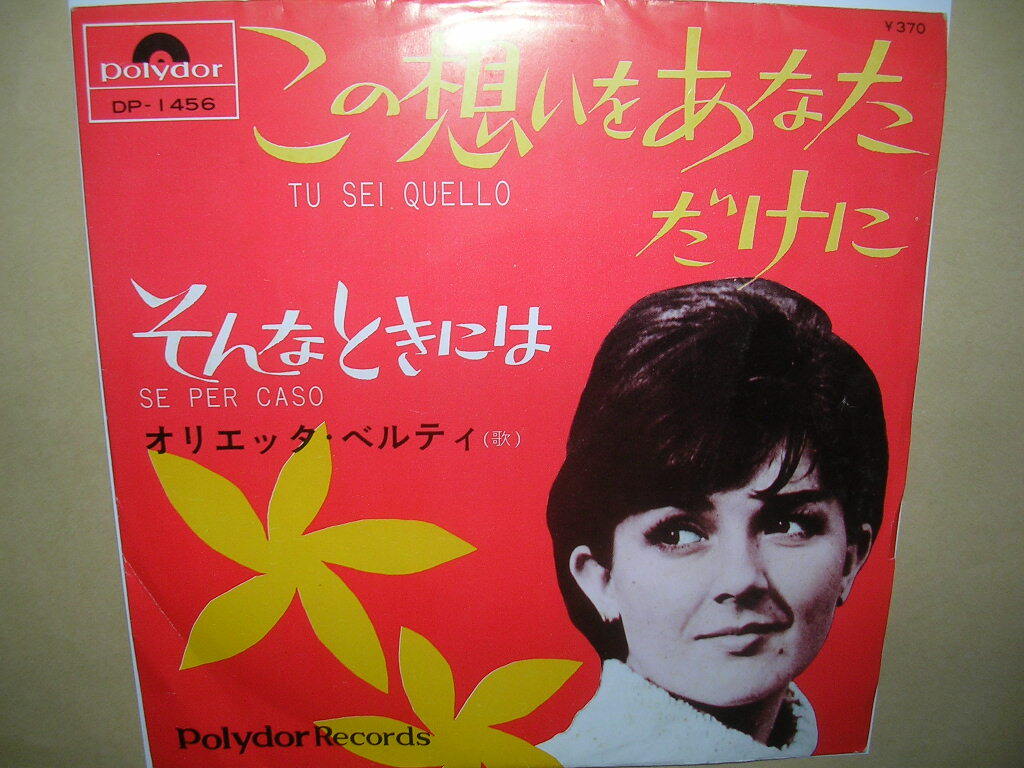 polydor
DP-1456
¥370
この想いをあなた
だけに
TU SEI QUELLO
そんなときには
SE PER CASO
オリエッタ・ベルティ(歌)
Polydor Records